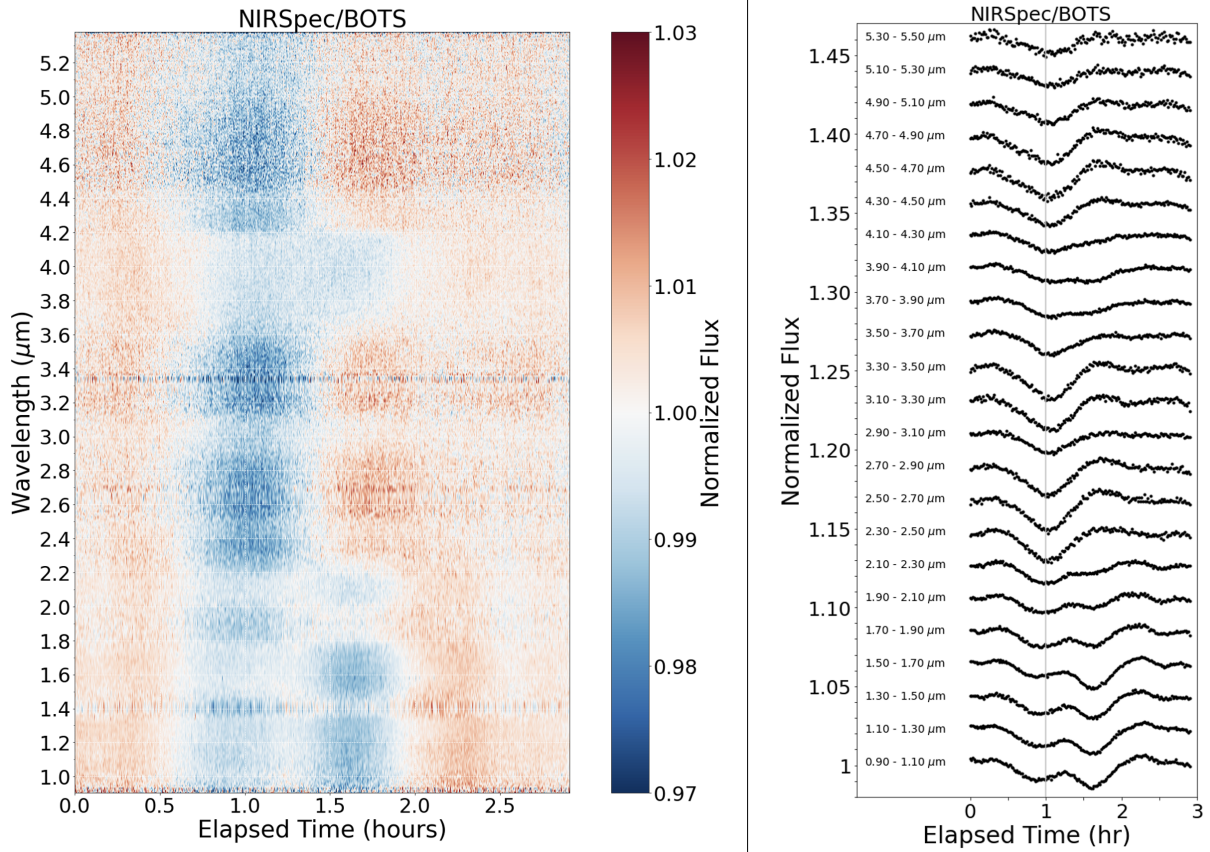 NIRSpec/BOTS
Wavelength (μm)
5.2
5.0
4.8
4.6
4.4
4.2
4.0
3.8
3.6
3.4
3.2
3.0
2.8
2.6
2.4
2.2
2.0
1.8
1.6
1.4
1.2
1.0
0.0 0.5 1.0 1.5 2.0 2.5
Elapsed Time (hours)
1.03
1.02
1.01
1.00
0.99
0.98
0.97
Normalized Flux
NIRSpec/BOTS
Normalized Flux
1.45
1.40
1.35
1.30
1.25
1.20
1.15
1.10
1.05
1
5.30 - 5.50 μm
5.10 - 5.30 μm
4.90 - 5.10 μm
4.70 - 4.90 μm
4.50 - 4.70 μm
4.30 - 4.50 μm
4.10 - 4.30 μm
3.90 - 4.10 μm
3.70 - 3.90 μm
3.50 - 3.70 μm
3.30 - 3.50 μm
3.10 - 3.30 μm
2.90 - 3.10 μm
2.70 - 2.90 μm
2.50 - 2.70 μm
2.30 - 2.50 μm
2.10 - 2.30 μm
1.90 - 2.10 μm
1.70 - 1.90 μm
1.50 - 1.70 μm
1.30 - 1.50 μm
1.10 - 1.30 μm
0.90 - 1.10 μm
0 1 2 3
Elapsed Time (hr)